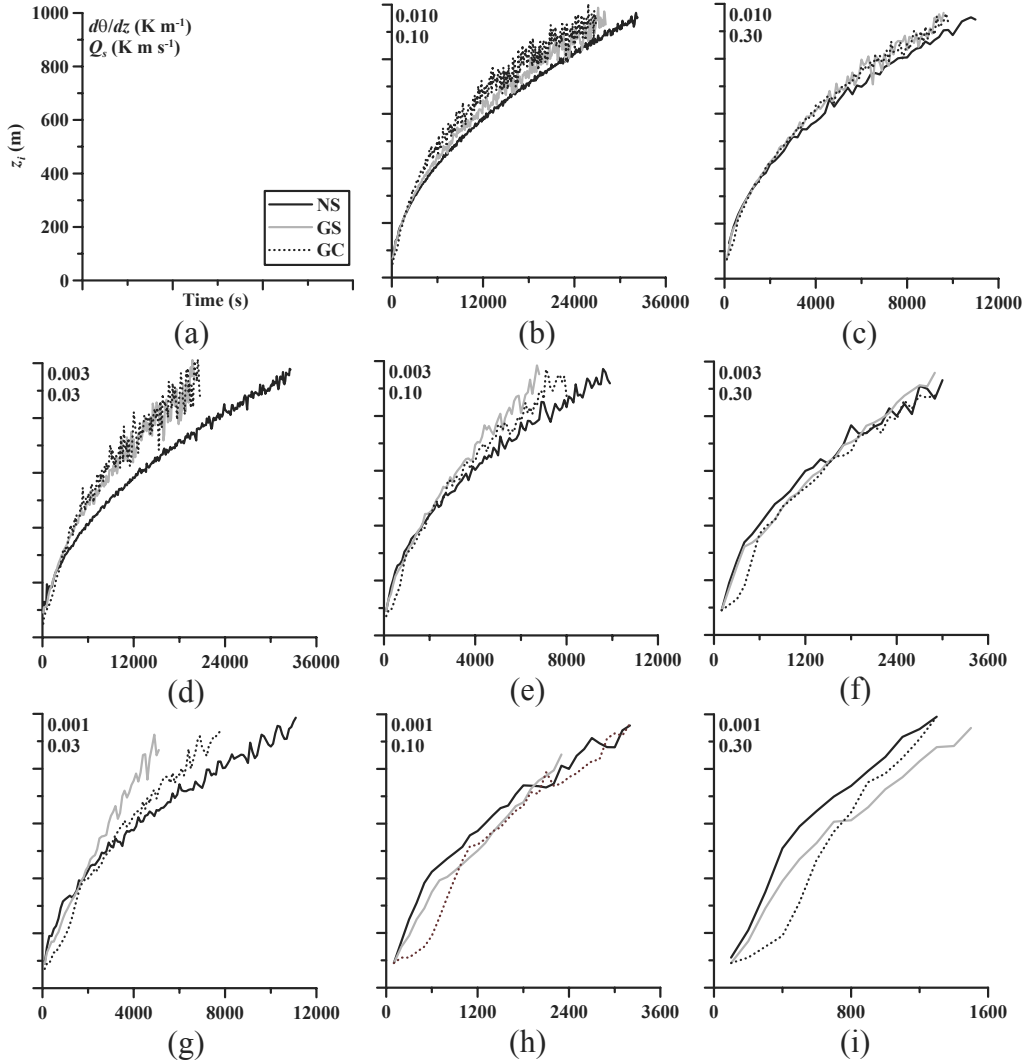 1000
800
600
400
200
0
z_i (m)
dθ/dz (K m⁻¹)
Q_s (K m s⁻¹)
NS
GS
GC
Time (s)
(a)
0.010
0.10
0 12000 24000 36000
(b)
0.010
0.30
0 4000 8000 12000
(c)
0.003
0.03
0 12000 24000 36000
(d)
0.003
0.10
0 4000 8000 12000
(e)
0.003
0.30
0 1200 2400 3600
(f)
0.001
0.03
0 4000 8000 12000
(g)
0.001
0.10
0 1200 2400 3600
(h)
0.001
0.30
0 800 1600
(i)